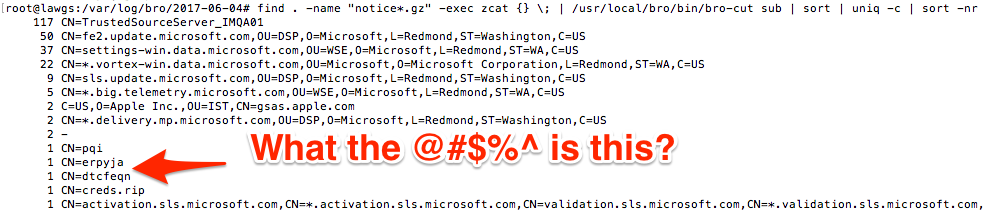 [root@lawgs:/var/log/bro/2017-06-04# find . -name "notice*.gz" -exec zcat {} \; | /usr/local/bro/bin/bro-cut sub | sort | uniq -c | sort -nr
117 CN=TrustedSourceServer_IMQA01
50 CN=fe2.update.microsoft.com,OU=DSP,O=Microsoft,L=Redmond,ST=Washington,C=US
37 CN=settings-win.data.microsoft.com,OU=WSE,O=Microsoft,L=Redmond,ST=WA,C=US
22 CN=*.vortex-win.data.microsoft.com,OU=Microsoft,O=Microsoft Corporation,L=Redmond,ST=WA,C=US
9 CN=sls.update.microsoft.com,OU=DSP,O=Microsoft,L=Redmond,ST=Washington,C=US
5 CN=*.big.telemetry.microsoft.com,OU=WSE,O=Microsoft,L=Redmond,ST=WA,C=US
2 C=US,O=Apple Inc.,OU=IST,CN=gsas.apple.com
2 CN=*.delivery.mp.microsoft.com,OU=DSP,O=Microsoft,L=Redmond,ST=Washington,C=US
2 -
1 CN=pqi
1 CN=erpyja
What the @#$%^ is this?
1 CN=dtcfeqn
1 CN=creds.rip
1 CN=activation.sls.microsoft.com,CN=*.activation.sls.microsoft.com,CN=validation.sls.microsoft.com,CN=*.validation.sls.microsoft.com,